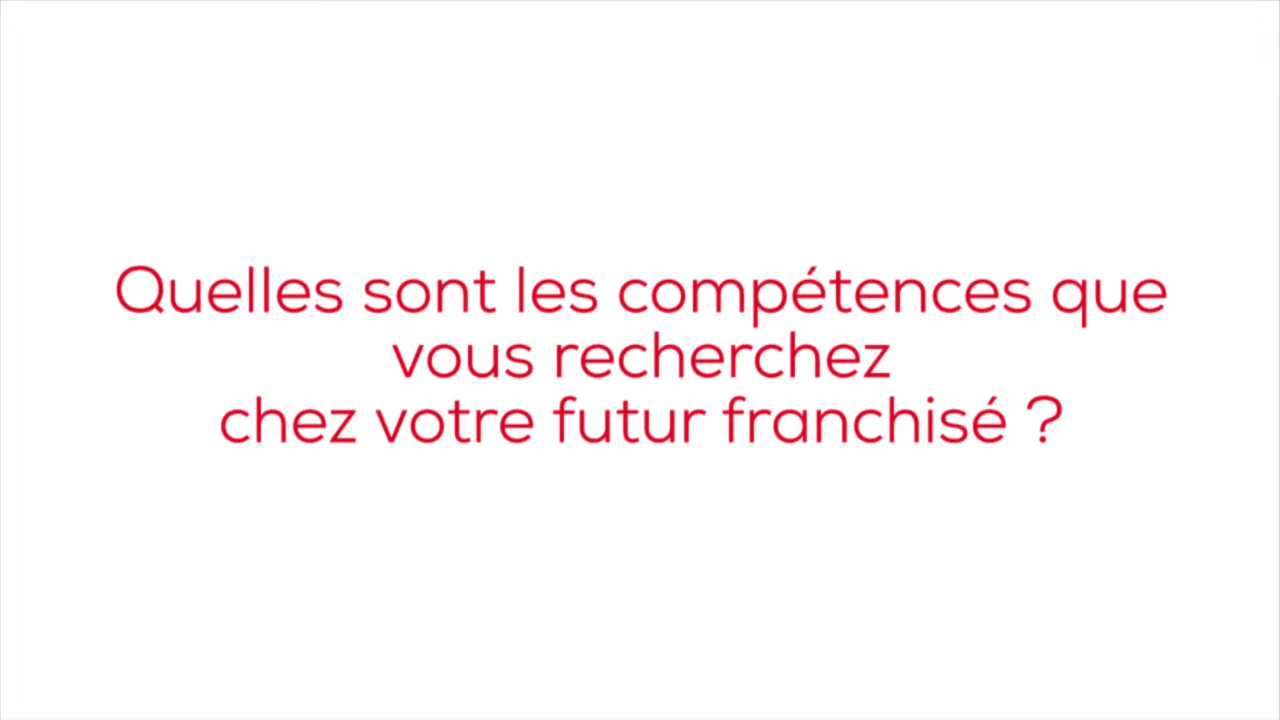 Quelles sont les compétences que
vous recherchez
chez votre futur franchisé ?